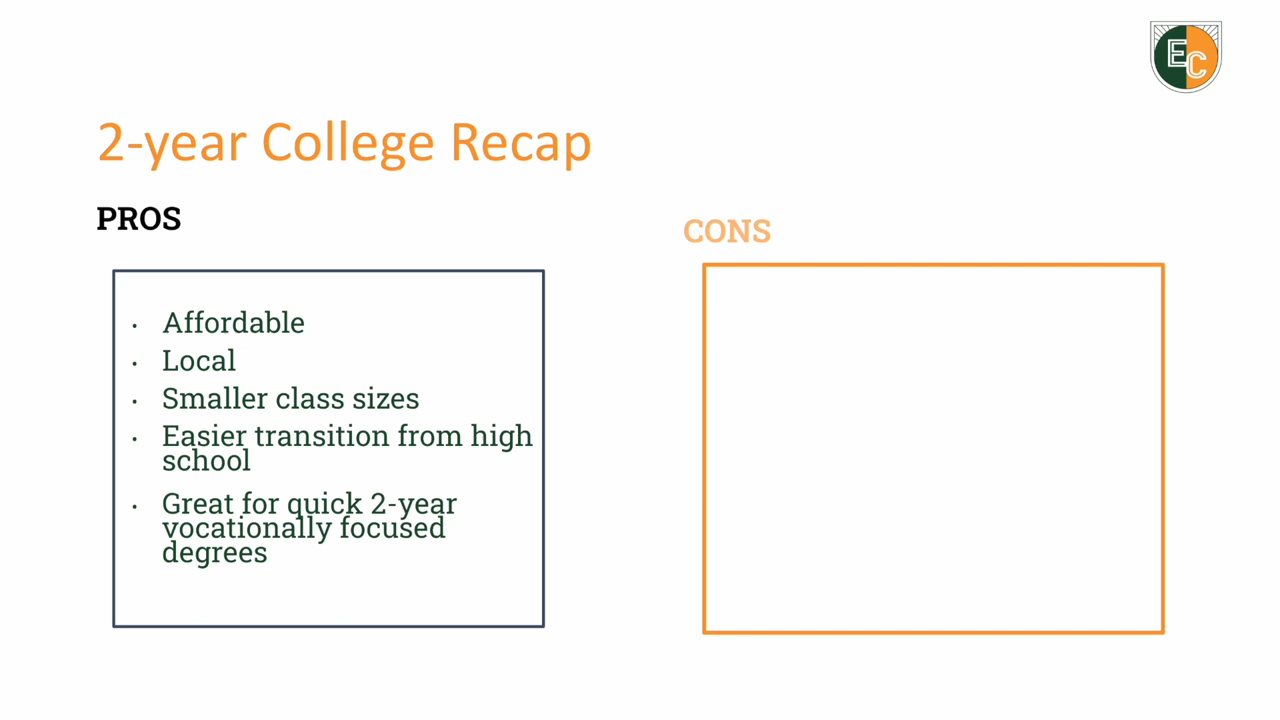 EC
2-year College Recap
PROS
CONS
· Affordable
· Local
· Smaller class sizes
· Easier transition from high
school
· Great for quick 2-year
vocationally focused
degrees